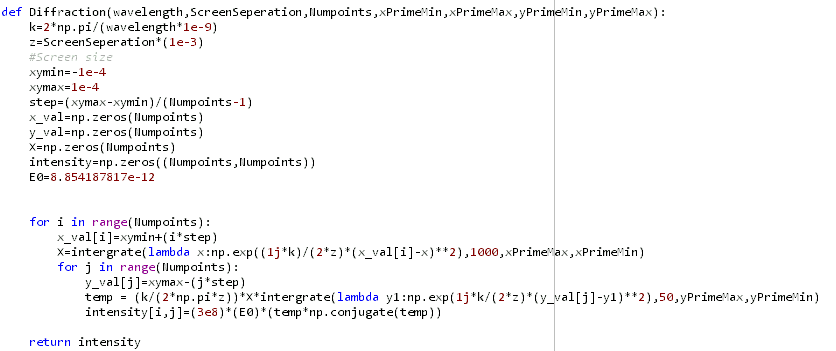 def Diffraction(wavelength,ScreenSeperation,Numpoints,xPrimeMin,xPrimeMax,yPrimeMin,yPrimeMax):
    k=2*np.pi/(wavelength*1e-9)
    z=ScreenSeperation*(1e-3)
    #Screen size
    xymin=-1e-4
    xymax=1e-4
    step=(xymax-xymin)/(Numpoints-1)
    x_val=np.zeros(Numpoints)
    y_val=np.zeros(Numpoints)
    X=np.zeros(Numpoints)
    intensity=np.zeros((Numpoints,Numpoints))
    E0=8.854187817e-12
    for i in range(Numpoints):
        x_val[i]=xymin+(i*step)
        X=intergrate(lambda x:np.exp((1j*k)/(2*z)*(x_val[i]-x)**2),1000,xPrimeMax,xPrimeMin)
        for j in range(Numpoints):
            y_val[j]=xymax-(j*step)
            temp = (k/(2*np.pi*z))*X*intergrate(lambda y1:np.exp(1j*k/(2*z)*(y_val[j]-y1)**2),50,yPrimeMax,yPrimeMin)
            intensity[i,j]=(3e8)*(E0)*(temp*np.conjugate(temp))
    return intensity